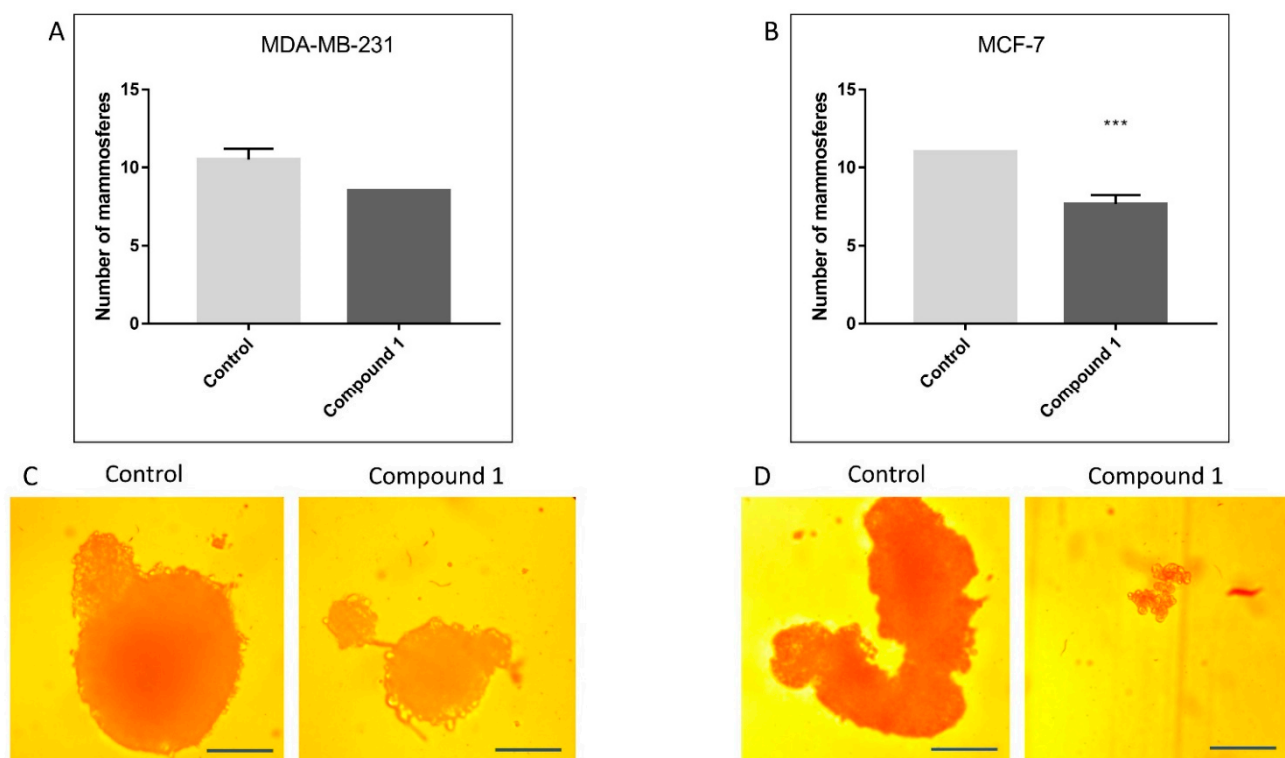 A
MDA-MB-231
Number of mammosferes
15
10
5
0
Control
Compound 1
B
MCF-7
Number of mammosferes
15
10
5
0
***
Control
Compound 1
C
Control
Compound 1
D
Control
Compound 1